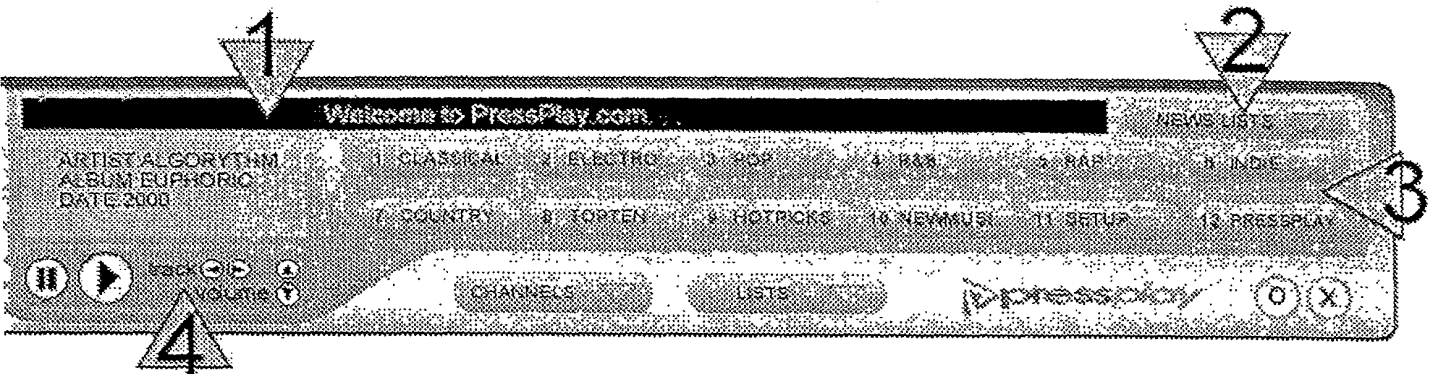 1
2
Welcome to PressPlay.com
NEWS LISTS
ARTIST ALGORYTHM
ALBUM EUPHORIC
DATE 2000
1 CLASSICAL 2 ELECTRO 3 POP 4 R&B 5 RAP 6 INDIE
3
7 COUNTRY 8 TOPTEN 9 HOTPICKS 10 NEWMUSI 11 SETUP 12 PRESSPLAY
track
VOLUME
CHANNELS LISTS pressplay O X
4